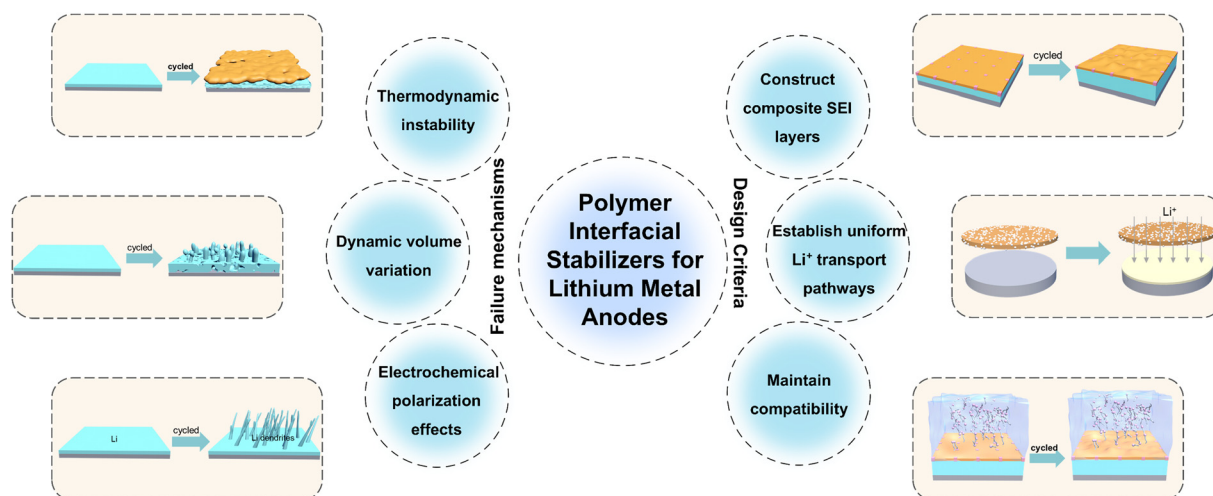 cycled
Thermodynamic
instability
cycled
Dynamic volume
variation
Li
cycled
Li dendrites
Electrochemical
polarization
effects
Failure mechanisms
Polymer
Interfacial
Stabilizers for
Lithium Metal
Anodes
Design Criteria
Construct
composite SEI
layers
cycled
Establish uniform
Li⁺ transport
pathways
Li⁺
Maintain
compatibility
cycled